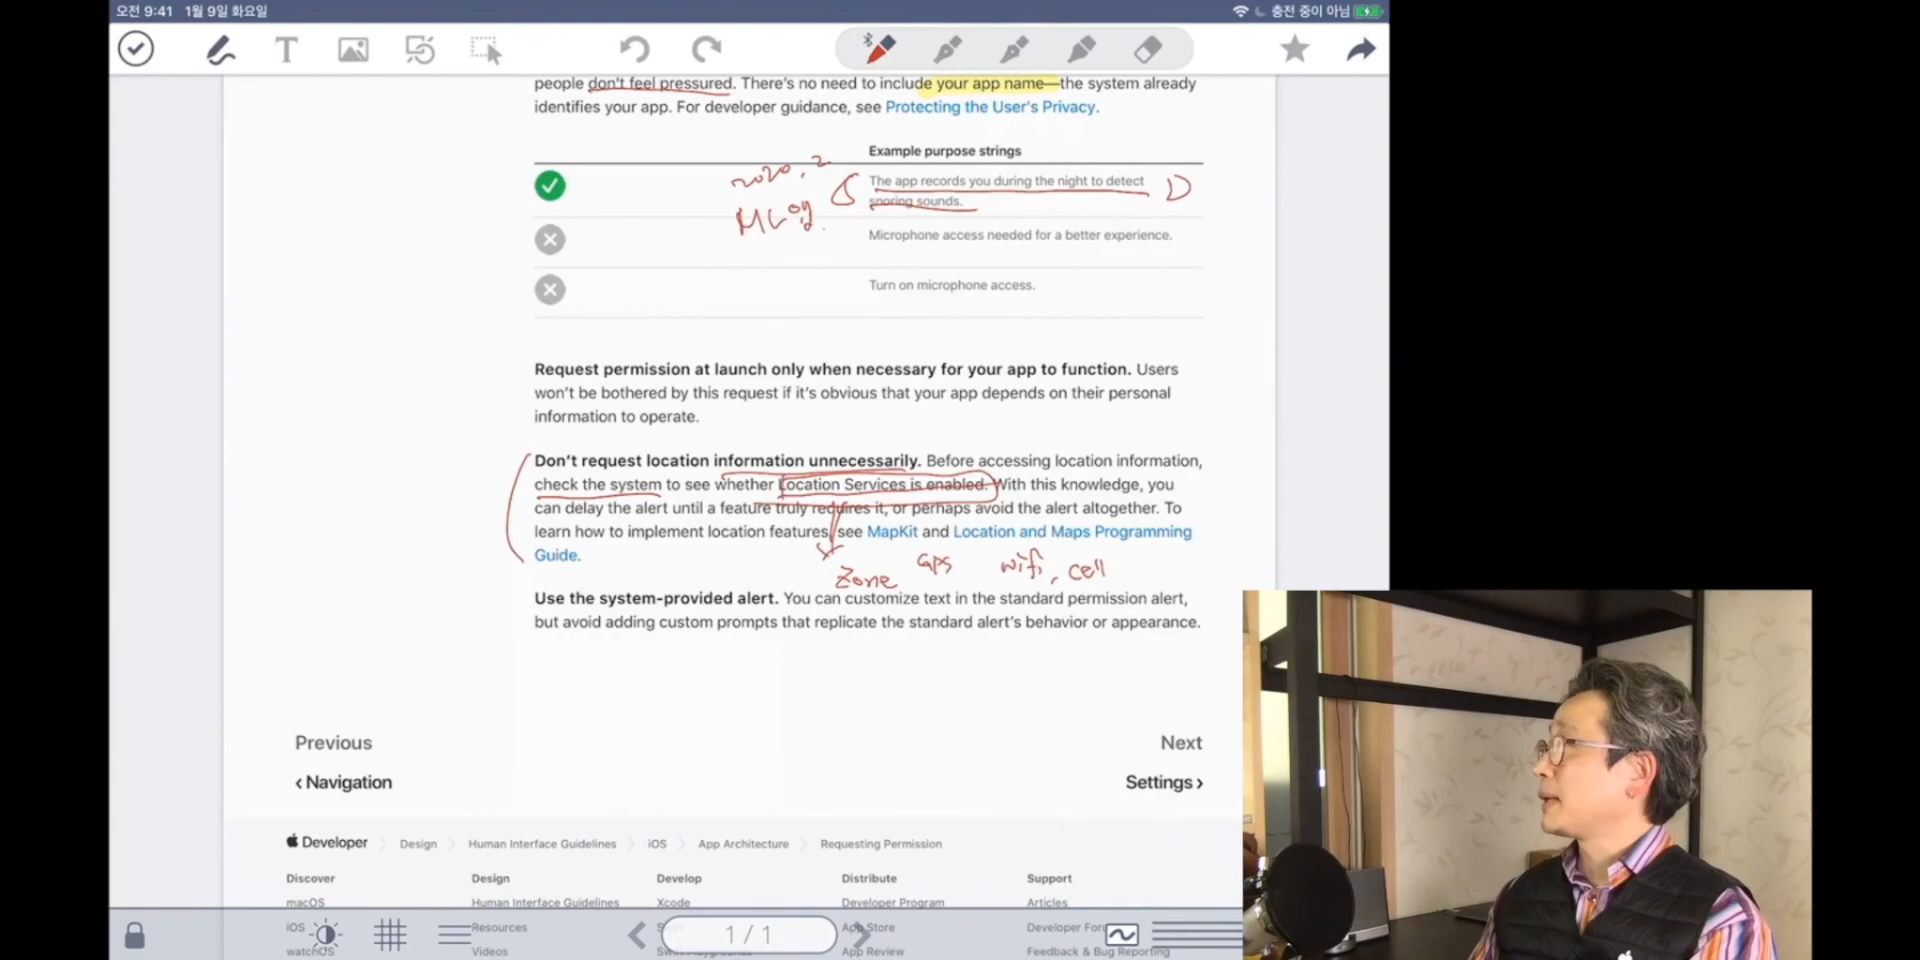 오전 9:41 1월 9일 화요일
충전 중이 아님
people don't feel pressured. There's no need to include your app name—the system already
identifies your app. For developer guidance, see Protecting the User's Privacy.
Example purpose strings
2020, 2
The app records you during the night to detect
snoring sounds.
MLog.
Microphone access needed for a better experience.
Turn on microphone access.
Request permission at launch only when necessary for your app to function. Users
won't be bothered by this request if it's obvious that your app depends on their personal
information to operate.
Don't request location information unnecessarily. Before accessing location information,
check the system to see whether Location Services is enabled. With this knowledge, you
can delay the alert until a feature truly requires it, or perhaps avoid the alert altogether. To
learn how to implement location features, see MapKit and Location and Maps Programming
Guide.
Zone GPS wifi, cell
Use the system-provided alert. You can customize text in the standard permission alert,
but avoid adding custom prompts that replicate the standard alert's behavior or appearance.
Previous Next
‹ Navigation Settings ›
Developer Design Human Interface Guidelines iOS App Architecture Requesting Permission
Discover Design Develop Distribute Support
macOS Human Interface Guidelines Xcode Developer Program Articles
iOS Resources App Store Developer
1 / 1
watchOS Videos App Review Feedback & Bug Reporting